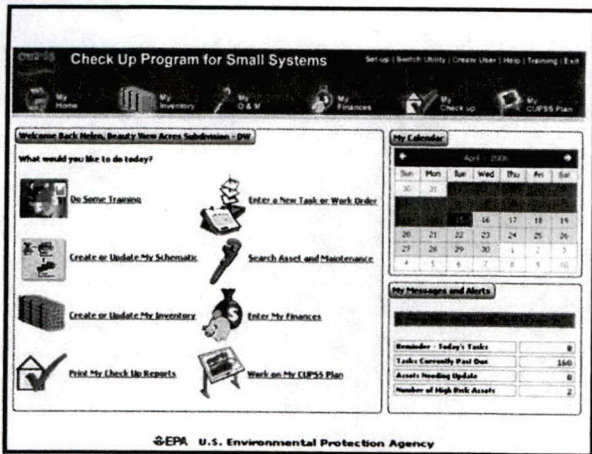 CUPSS Check Up Program for Small Systems
Set-up | Switch Utility | Create User | Help | Training | Exit
My Home
My Inventory
My O & M
My Finances
My Check up
My CUPSS Plan
Welcome Back Helen, Beauty View Acres Subdivision - DW
What would you like to do today?
Do Some Training
Enter a New Task or Work Order
Create or Update My Schematic
Search Asset and Maintenance
Create or Update My Inventory
Enter My Finances
Print My Check Up Reports
Work on My CUPSS Plan
My Calendar
April -
Sun Mon Tue Wed Thu Fri Sat
30 31
15 16 17 18 19
20 21 22 23 24 25 26
27 28 29 30 1 2 3
4 5 6 7 8 9 10
My Messages and Alerts
Reminder - Today's Tasks 0
Tasks Currently Past Due 160
Assets Needing Update 0
Number of High Risk Assets 2
EPA U.S. Environmental Protection Agency